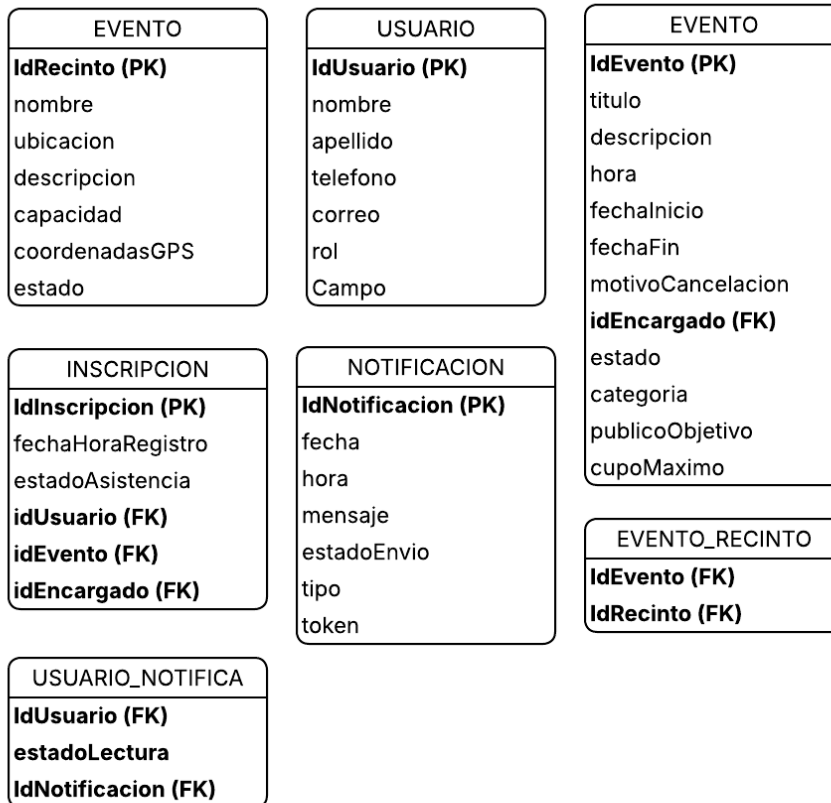 EVENTO
IdRecinto (PK)
nombre
ubicacion
descripcion
capacidad
coordenadasGPS
estado
USUARIO
IdUsuario (PK)
nombre
apellido
telefono
correo
rol
Campo
EVENTO
IdEvento (PK)
titulo
descripcion
hora
fechaInicio
fechaFin
motivoCancelacion
idEncargado (FK)
estado
categoria
publicoObjetivo
cupoMaximo
INSCRIPCION
IdInscripcion (PK)
fechaHoraRegistro
estadoAsistencia
idUsuario (FK)
idEvento (FK)
idEncargado (FK)
NOTIFICACION
IdNotificacion (PK)
fecha
hora
mensaje
estadoEnvio
tipo
token
EVENTO_RECINTO
IdEvento (FK)
IdRecinto (FK)
USUARIO_NOTIFICA
IdUsuario (FK)
estadoLectura
IdNotificacion (FK)